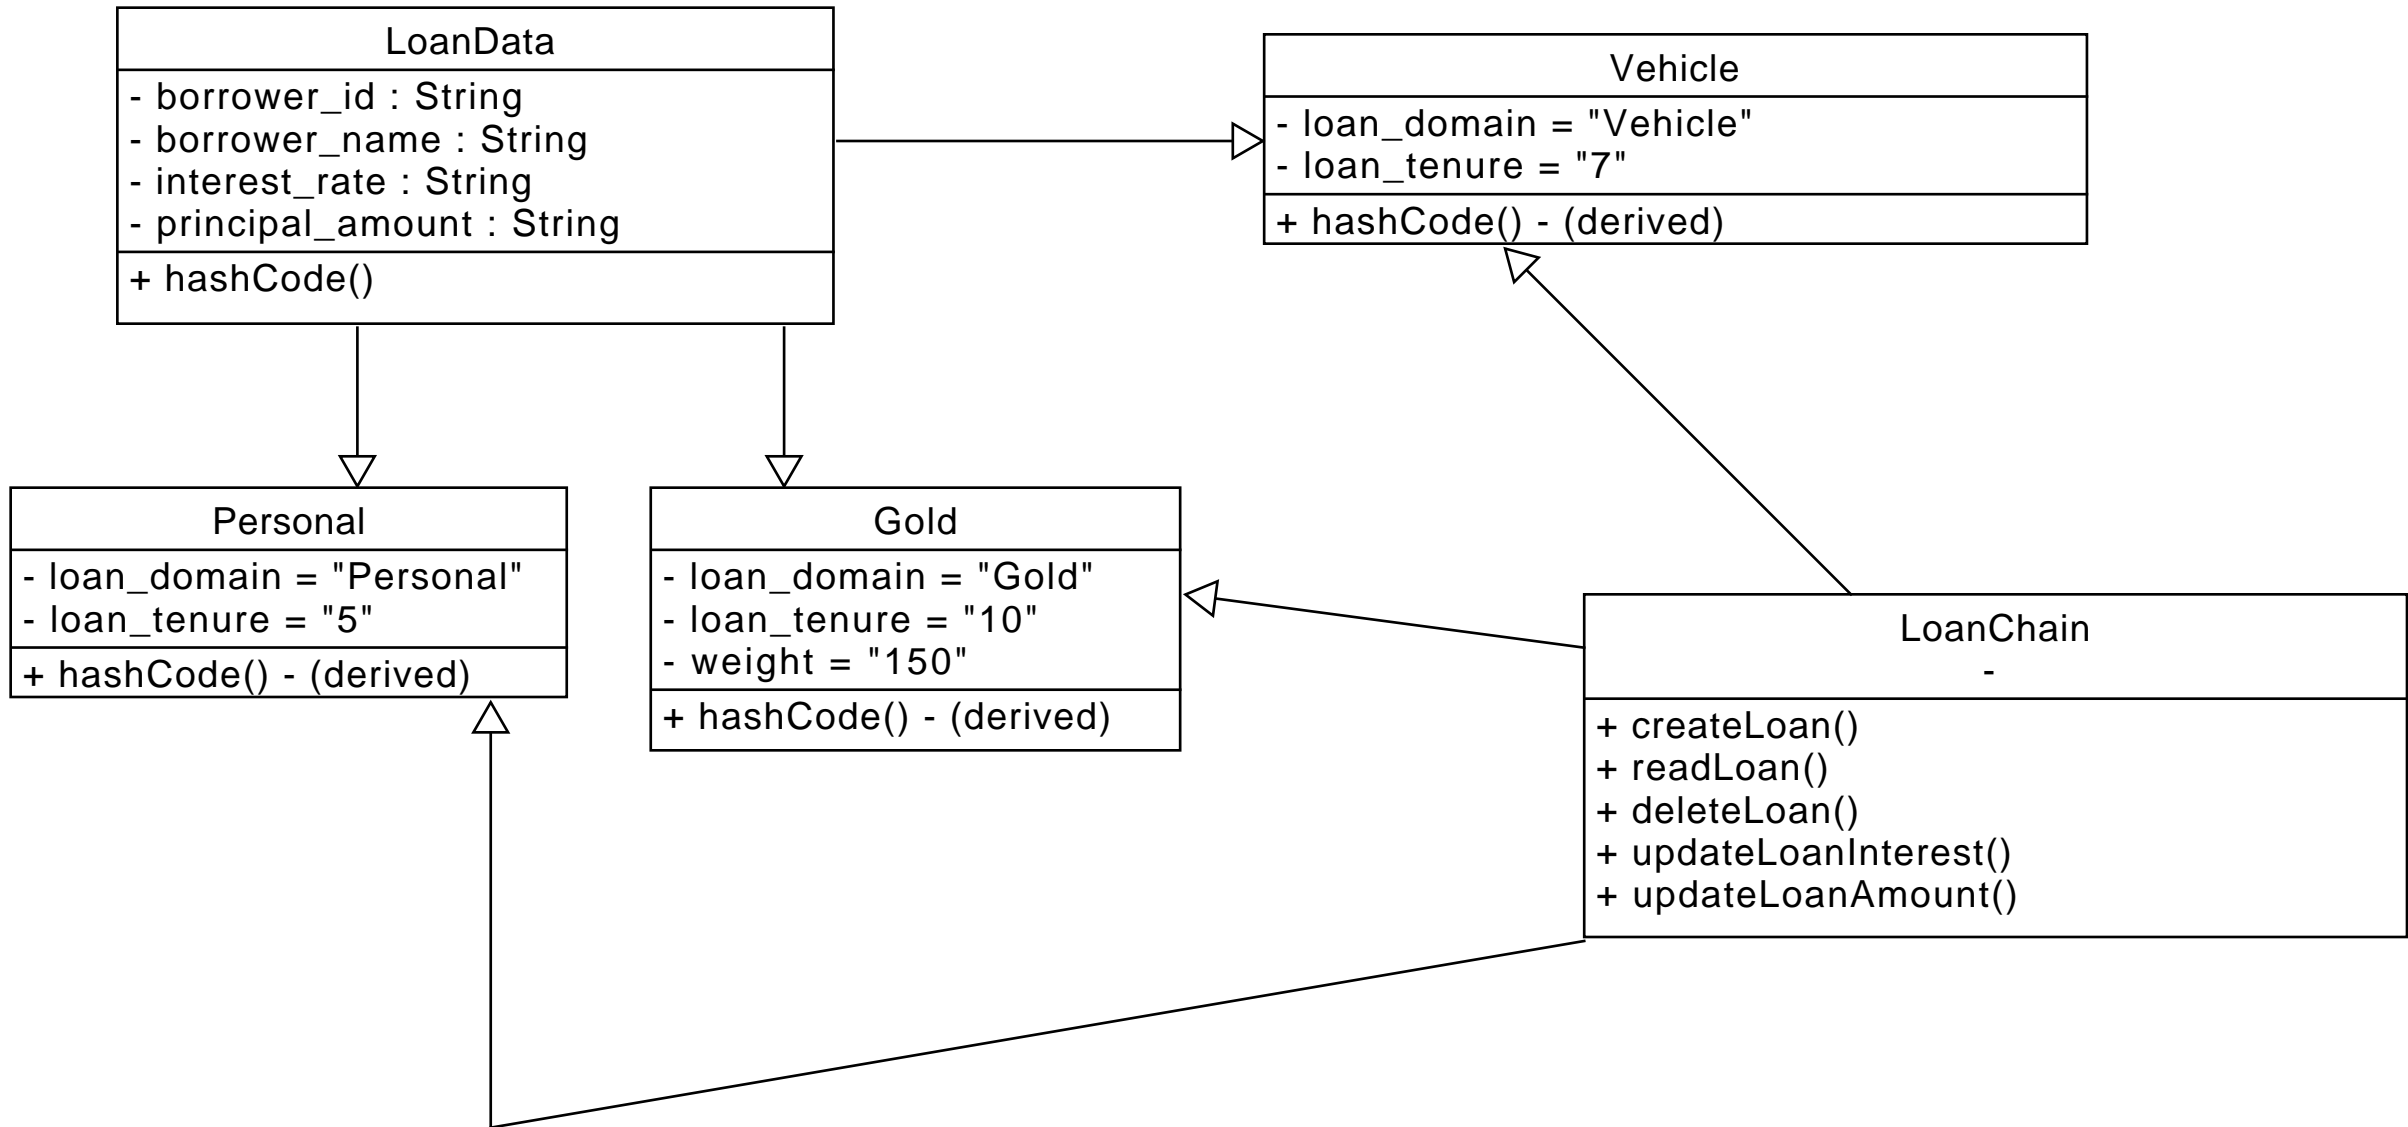 LoanData
- borrower_id : String
- borrower_name : String
- interest_rate : String
- principal_amount : String
+ hashCode()
Vehicle
- loan_domain = "Vehicle"
- loan_tenure = "7"
+ hashCode() - (derived)
Personal
- loan_domain = "Personal"
- loan_tenure = "5"
+ hashCode() - (derived)
Gold
- loan_domain = "Gold"
- loan_tenure = "10"
- weight = "150"
+ hashCode() - (derived)
LoanChain
-
+ createLoan()
+ readLoan()
+ deleteLoan()
+ updateLoanInterest()
+ updateLoanAmount()